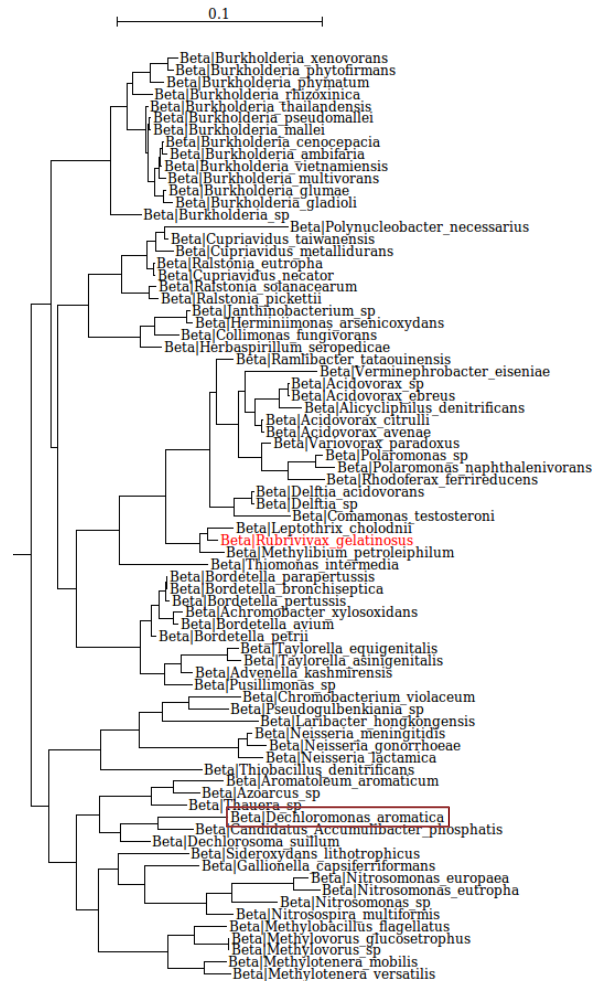 0.1
Beta|Burkholderia_xenovorans
Beta|Burkholderia_phytofirmans
Beta|Burkholderia_phymatum
Beta|Burkholderia_rhizoxinica
Beta|Burkholderia_thailandensis
Beta|Burkholderia_pseudomallei
Beta|Burkholderia_mallei
Beta|Burkholderia_cenocepacia
Beta|Burkholderia_ambifaria
Beta|Burkholderia_vietnamiensis
Beta|Burkholderia_multivorans
Beta|Burkholderia_glumae
Beta|Burkholderia_gladioli
Beta|Burkholderia_sp
Beta|Polynucleobacter_necessarius
Beta|Cupriavidus_taiwanensis
Beta|Cupriavidus_metallidurans
Beta|Ralstonia_eutropha
Beta|Cupriavidus_necator
Beta|Ralstonia_solanacearum
Beta|Ralstonia_pickettii
Beta|Janthinobacterium_sp
Beta|Herminiimonas_arsenicoxydans
Beta|Collimonas_fungivorans
Beta|Herbaspirillum_seropedicae
Beta|Ramlibacter_tataouinensis
Beta|Verminephrobacter_eiseniae
Beta|Acidovorax_sp
Beta|Acidovorax_ebreus
Beta|Alicycliphilus_denitrificans
Beta|Acidovorax_citrulli
Beta|Acidovorax_avenae
Beta|Variovorax_paradoxus
Beta|Polaromonas_sp
Beta|Polaromonas_naphthalenivorans
Beta|Rhodoferax_ferrireducens
Beta|Delftia_acidovorans
Beta|Delftia_sp
Beta|Comamonas_testosteroni
Beta|Leptothrix_cholodnii
Beta|Rubrivivax_gelatinosus
Beta|Methylibium_petroleiphilum
Beta|Thiomonas_intermedia
Beta|Bordetella_parapertussis
Beta|Bordetella_bronchiseptica
Beta|Bordetella_pertussis
Beta|Achromobacter_xylosoxidans
Beta|Bordetella_avium
Beta|Bordetella_petrii
Beta|Taylorella_equigenitalis
Beta|Taylorella_asinigenitalis
Beta|Advenella_kashmirensis
Beta|Pusillimonas_sp
Beta|Chromobacterium_violaceum
Beta|Pseudogulbenkiania_sp
Beta|Laribacter_hongkongensis
Beta|Neisseria_meningitidis
Beta|Neisseria_gonorrhoeae
Beta|Neisseria_lactamica
Beta|Thiobacillus_denitrificans
Beta|Aromatoleum_aromaticum
Beta|Azoarcus_sp
Beta|Thauera_sp
Beta|Dechloromonas_aromatica
Beta|Candidatus_Accumulibacter_phosphatis
Beta|Dechlorosoma_suillum
Beta|Sideroxydans_lithotrophicus
Beta|Gallionella_capsiferriformans
Beta|Nitrosomonas_europaea
Beta|Nitrosomonas_eutropha
Beta|Nitrosomonas_sp
Beta|Nitrosospira_multiformis
Beta|Methylobacillus_flagellatus
Beta|Methylovorus_glucosetrophus
Beta|Methylovorus_sp
Beta|Methylotenera_mobilis
Beta|Methylotenera_versatilis